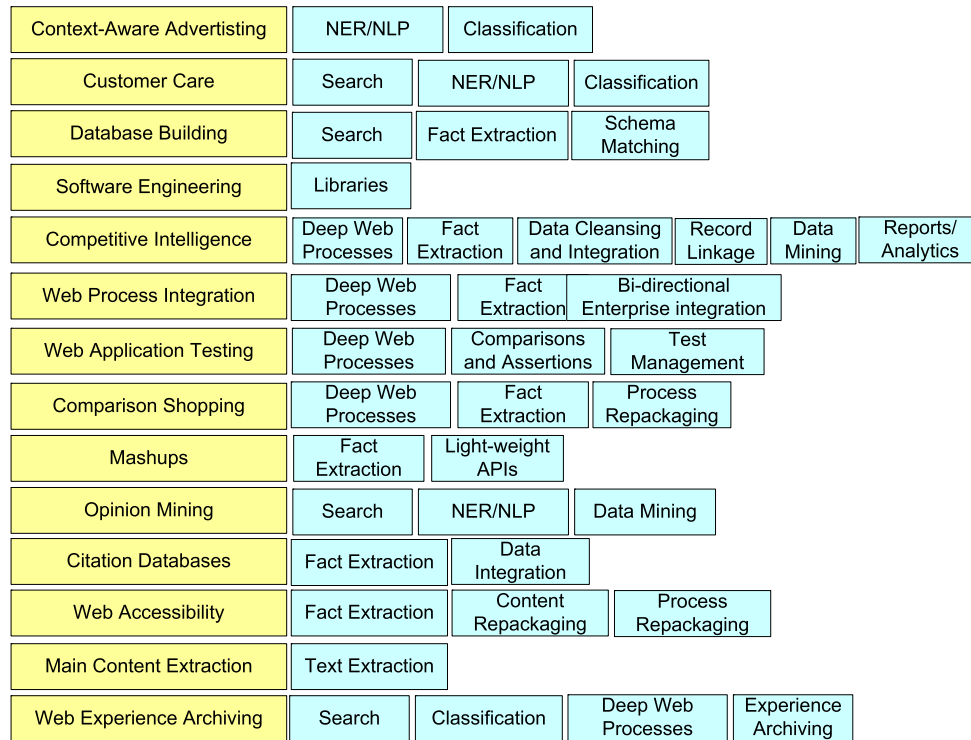 Context-Aware Advertisting
NER/NLP
Classification
Customer Care
Search
NER/NLP
Classification
Database Building
Search
Fact Extraction
Schema
Matching
Software Engineering
Libraries
Competitive Intelligence
Deep Web
Processes
Fact
Extraction
Data Cleansing
and Integration
Record
Linkage
Data
Mining
Reports/
Analytics
Web Process Integration
Deep Web
Processes
Fact
Extraction
Bi-directional
Enterprise integration
Web Application Testing
Deep Web
Processes
Comparisons
and Assertions
Test
Management
Comparison Shopping
Deep Web
Processes
Fact
Extraction
Process
Repackaging
Mashups
Fact
Extraction
Light-weight
APIs
Opinion Mining
Search
NER/NLP
Data Mining
Citation Databases
Fact Extraction
Data
Integration
Web Accessibility
Fact Extraction
Content
Repackaging
Process
Repackaging
Main Content Extraction
Text Extraction
Web Experience Archiving
Search
Classification
Deep Web
Processes
Experience
Archiving